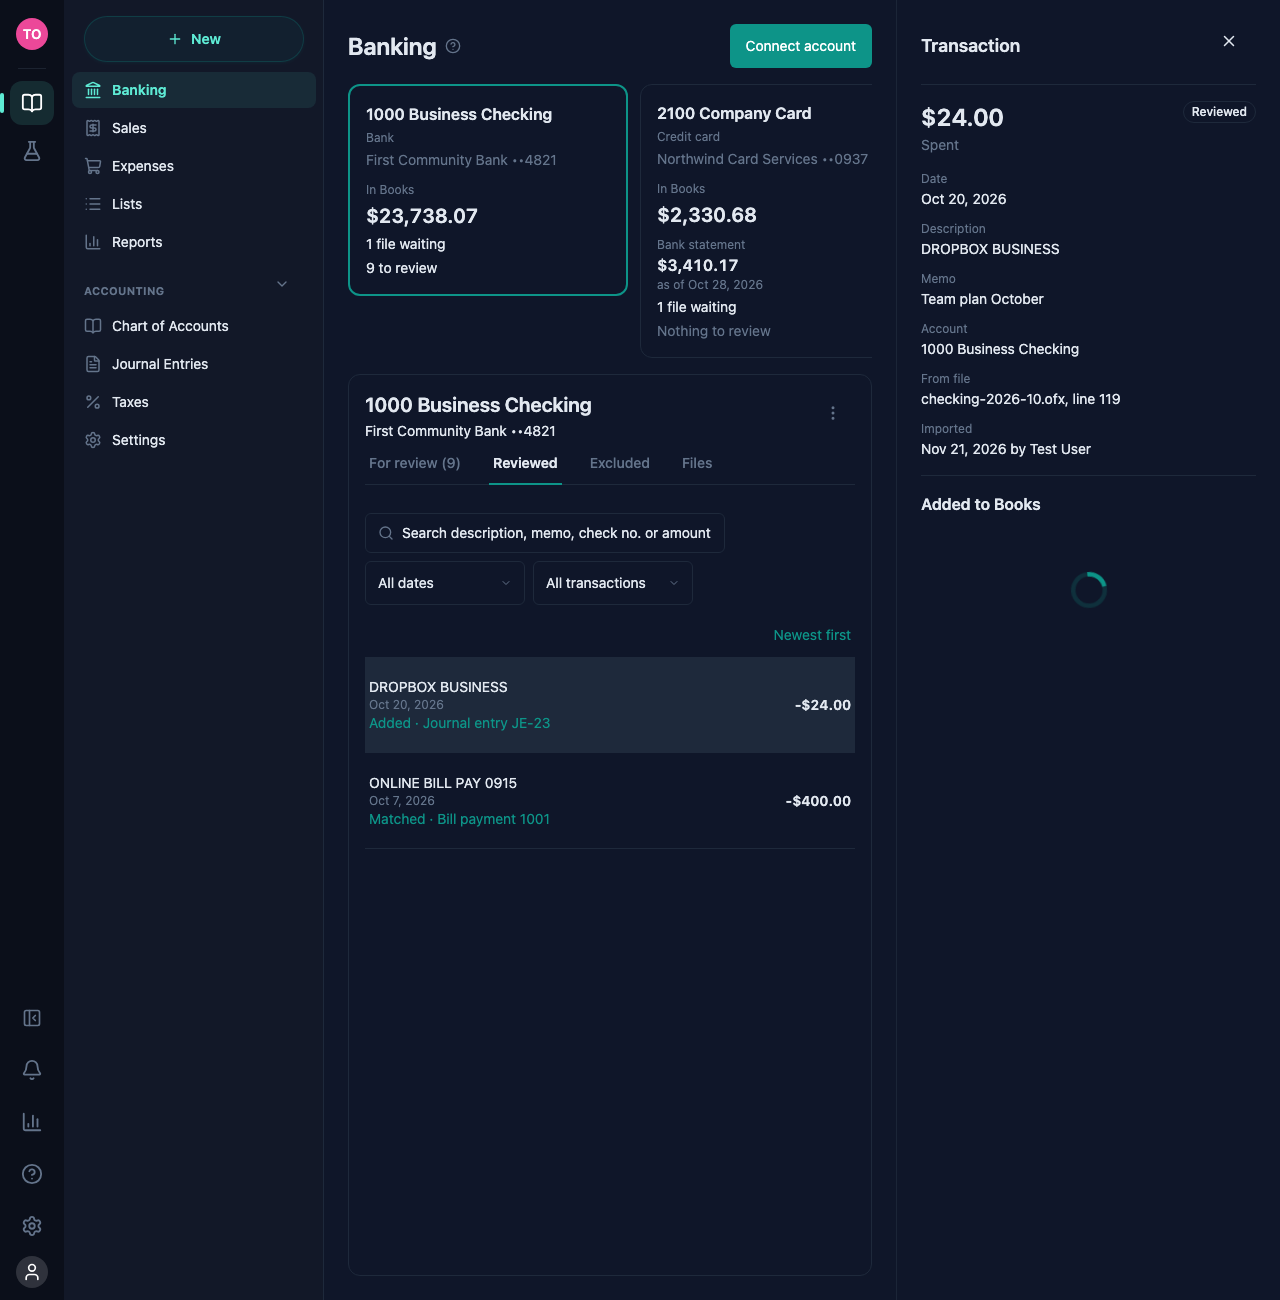 TO
New
Banking
Sales
Expenses
Lists
Reports
ACCOUNTING
Chart of Accounts
Journal Entries
Taxes
Settings
Banking
Connect account
1000 Business Checking
Bank
First Community Bank ••4821
In Books
$23,738.07
1 file waiting
9 to review
2100 Company Card
Credit card
Northwind Card Services ••0937
In Books
$2,330.68
Bank statement
$3,410.17
as of Oct 28, 2026
1 file waiting
Nothing to review
1000 Business Checking
First Community Bank ••4821
For review (9)
Reviewed
Excluded
Files
Search description, memo, check no. or amount
All dates
All transactions
Newest first
DROPBOX BUSINESS
Oct 20, 2026
Added · Journal entry JE-23
-$24.00
ONLINE BILL PAY 0915
Oct 7, 2026
Matched · Bill payment 1001
-$400.00
Transaction
$24.00
Reviewed
Spent
Date
Oct 20, 2026
Description
DROPBOX BUSINESS
Memo
Team plan October
Account
1000 Business Checking
From file
checking-2026-10.ofx, line 119
Imported
Nov 21, 2026 by Test User
Added to Books